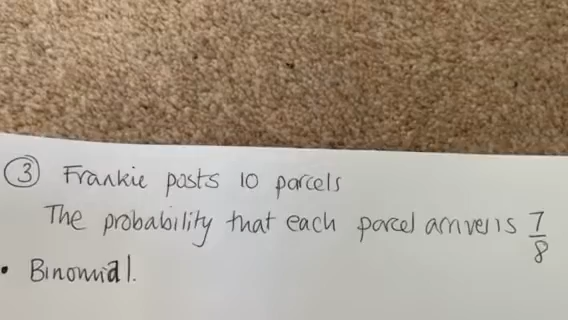 ③ Frankie posts 10 parcels
The probability that each parcel arrives is 7/8
• Binomial.